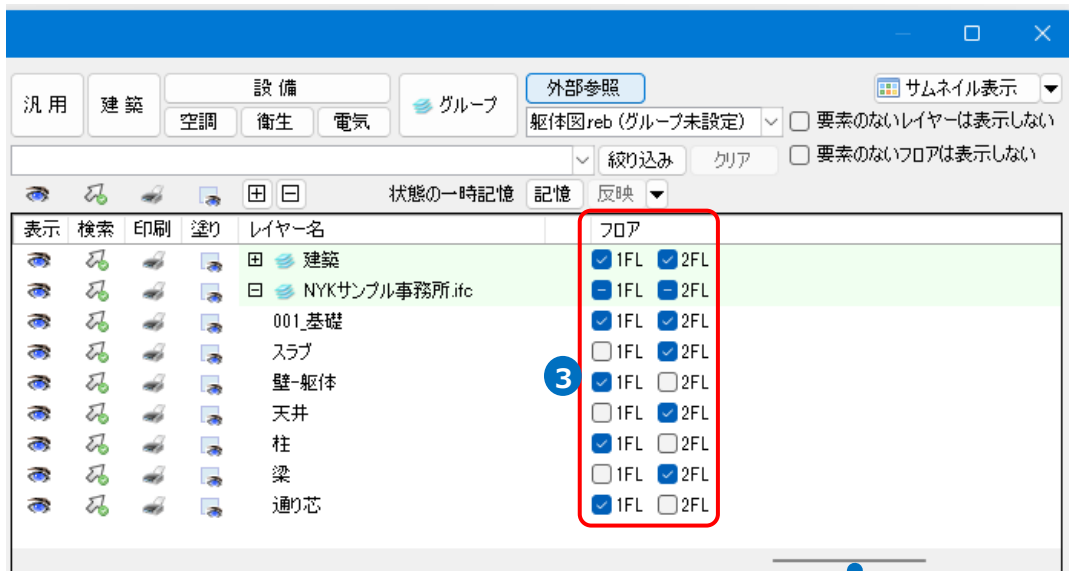 汎用 建築 設備 グループ 外部参照 サムネイル表示
空調 衛生 電気 躯体図.reb (グループ未設定) 要素のないレイヤーは表示しない
絞り込み クリア 要素のないフロアは表示しない
状態の一時記憶 記憶 反映
表示 検索 印刷 塗り レイヤー名 フロア
建築 1FL 2FL
NYKサンプル事務所.ifc 1FL 2FL
001_基礎 1FL 2FL
スラブ 1FL 2FL
3
壁-躯体 1FL 2FL
天井 1FL 2FL
柱 1FL 2FL
梁 1FL 2FL
通り芯 1FL 2FL